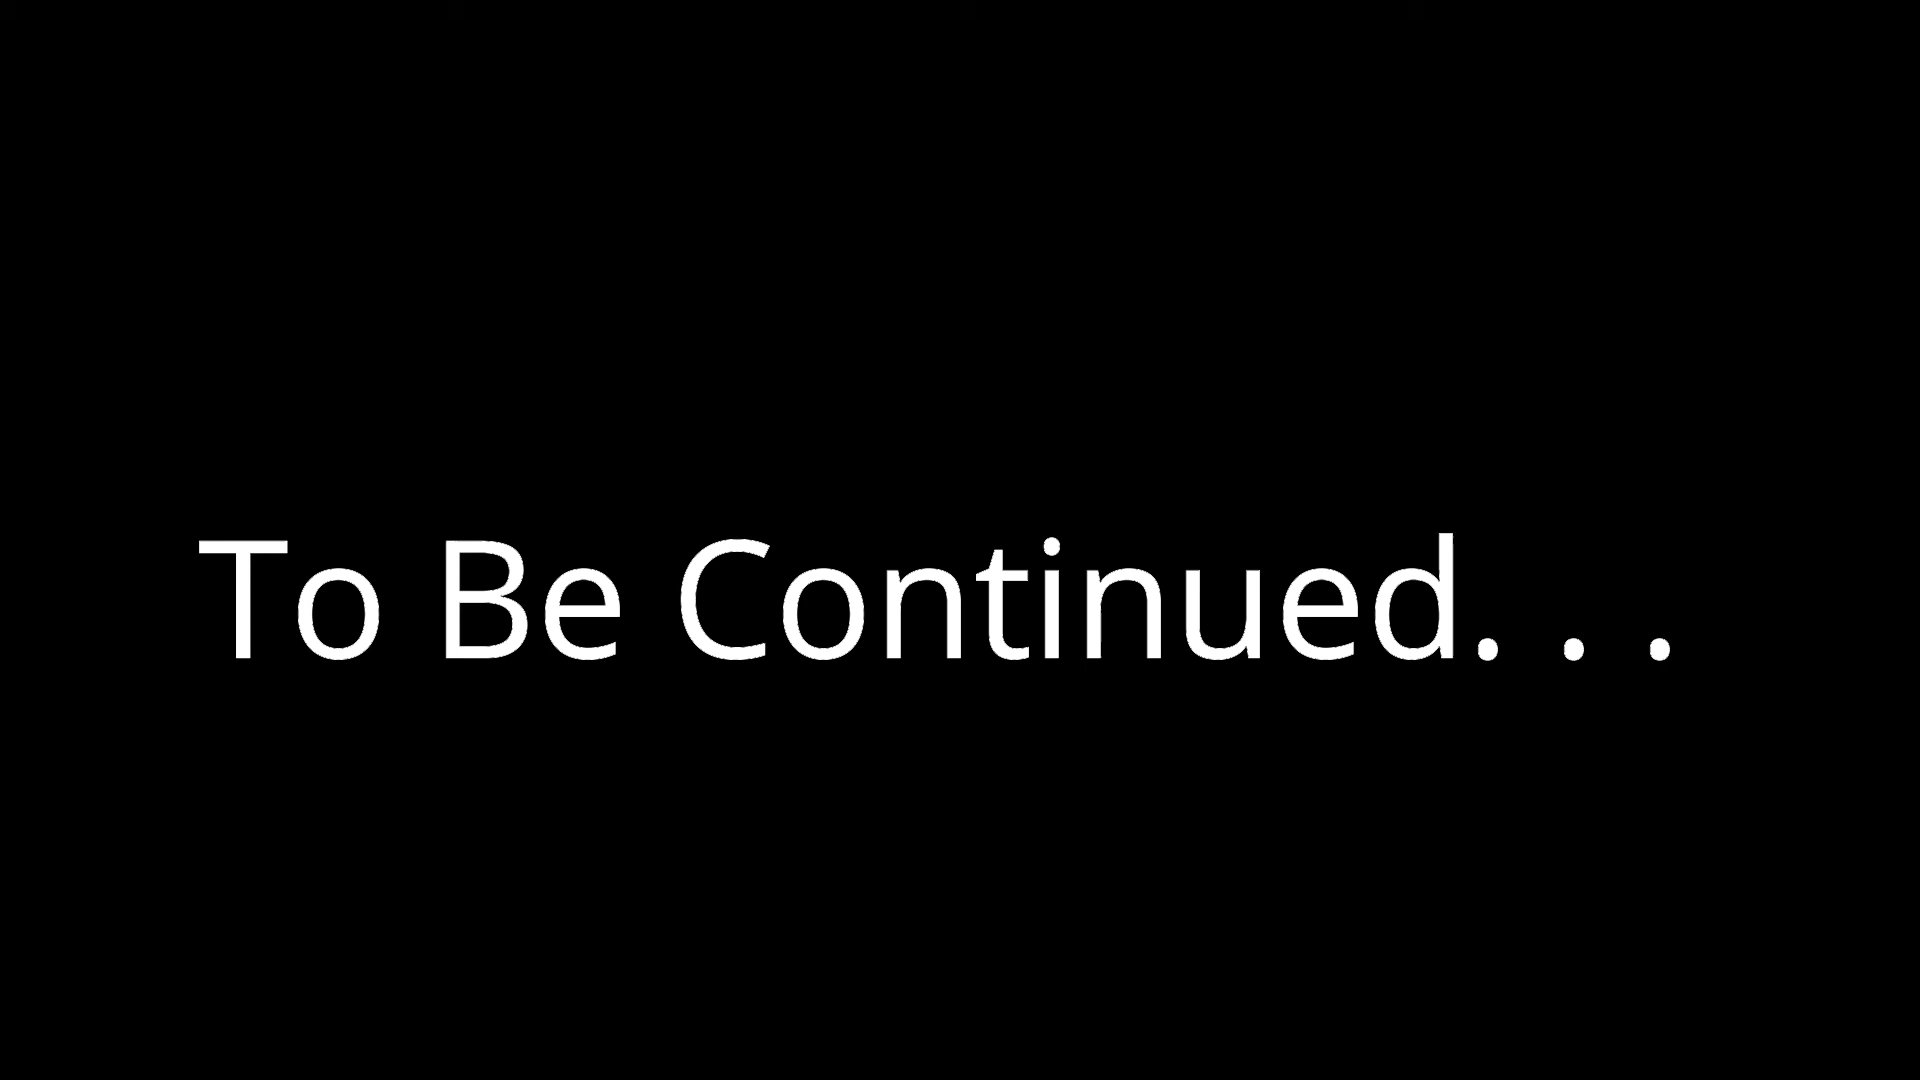 To Be Continued. . .